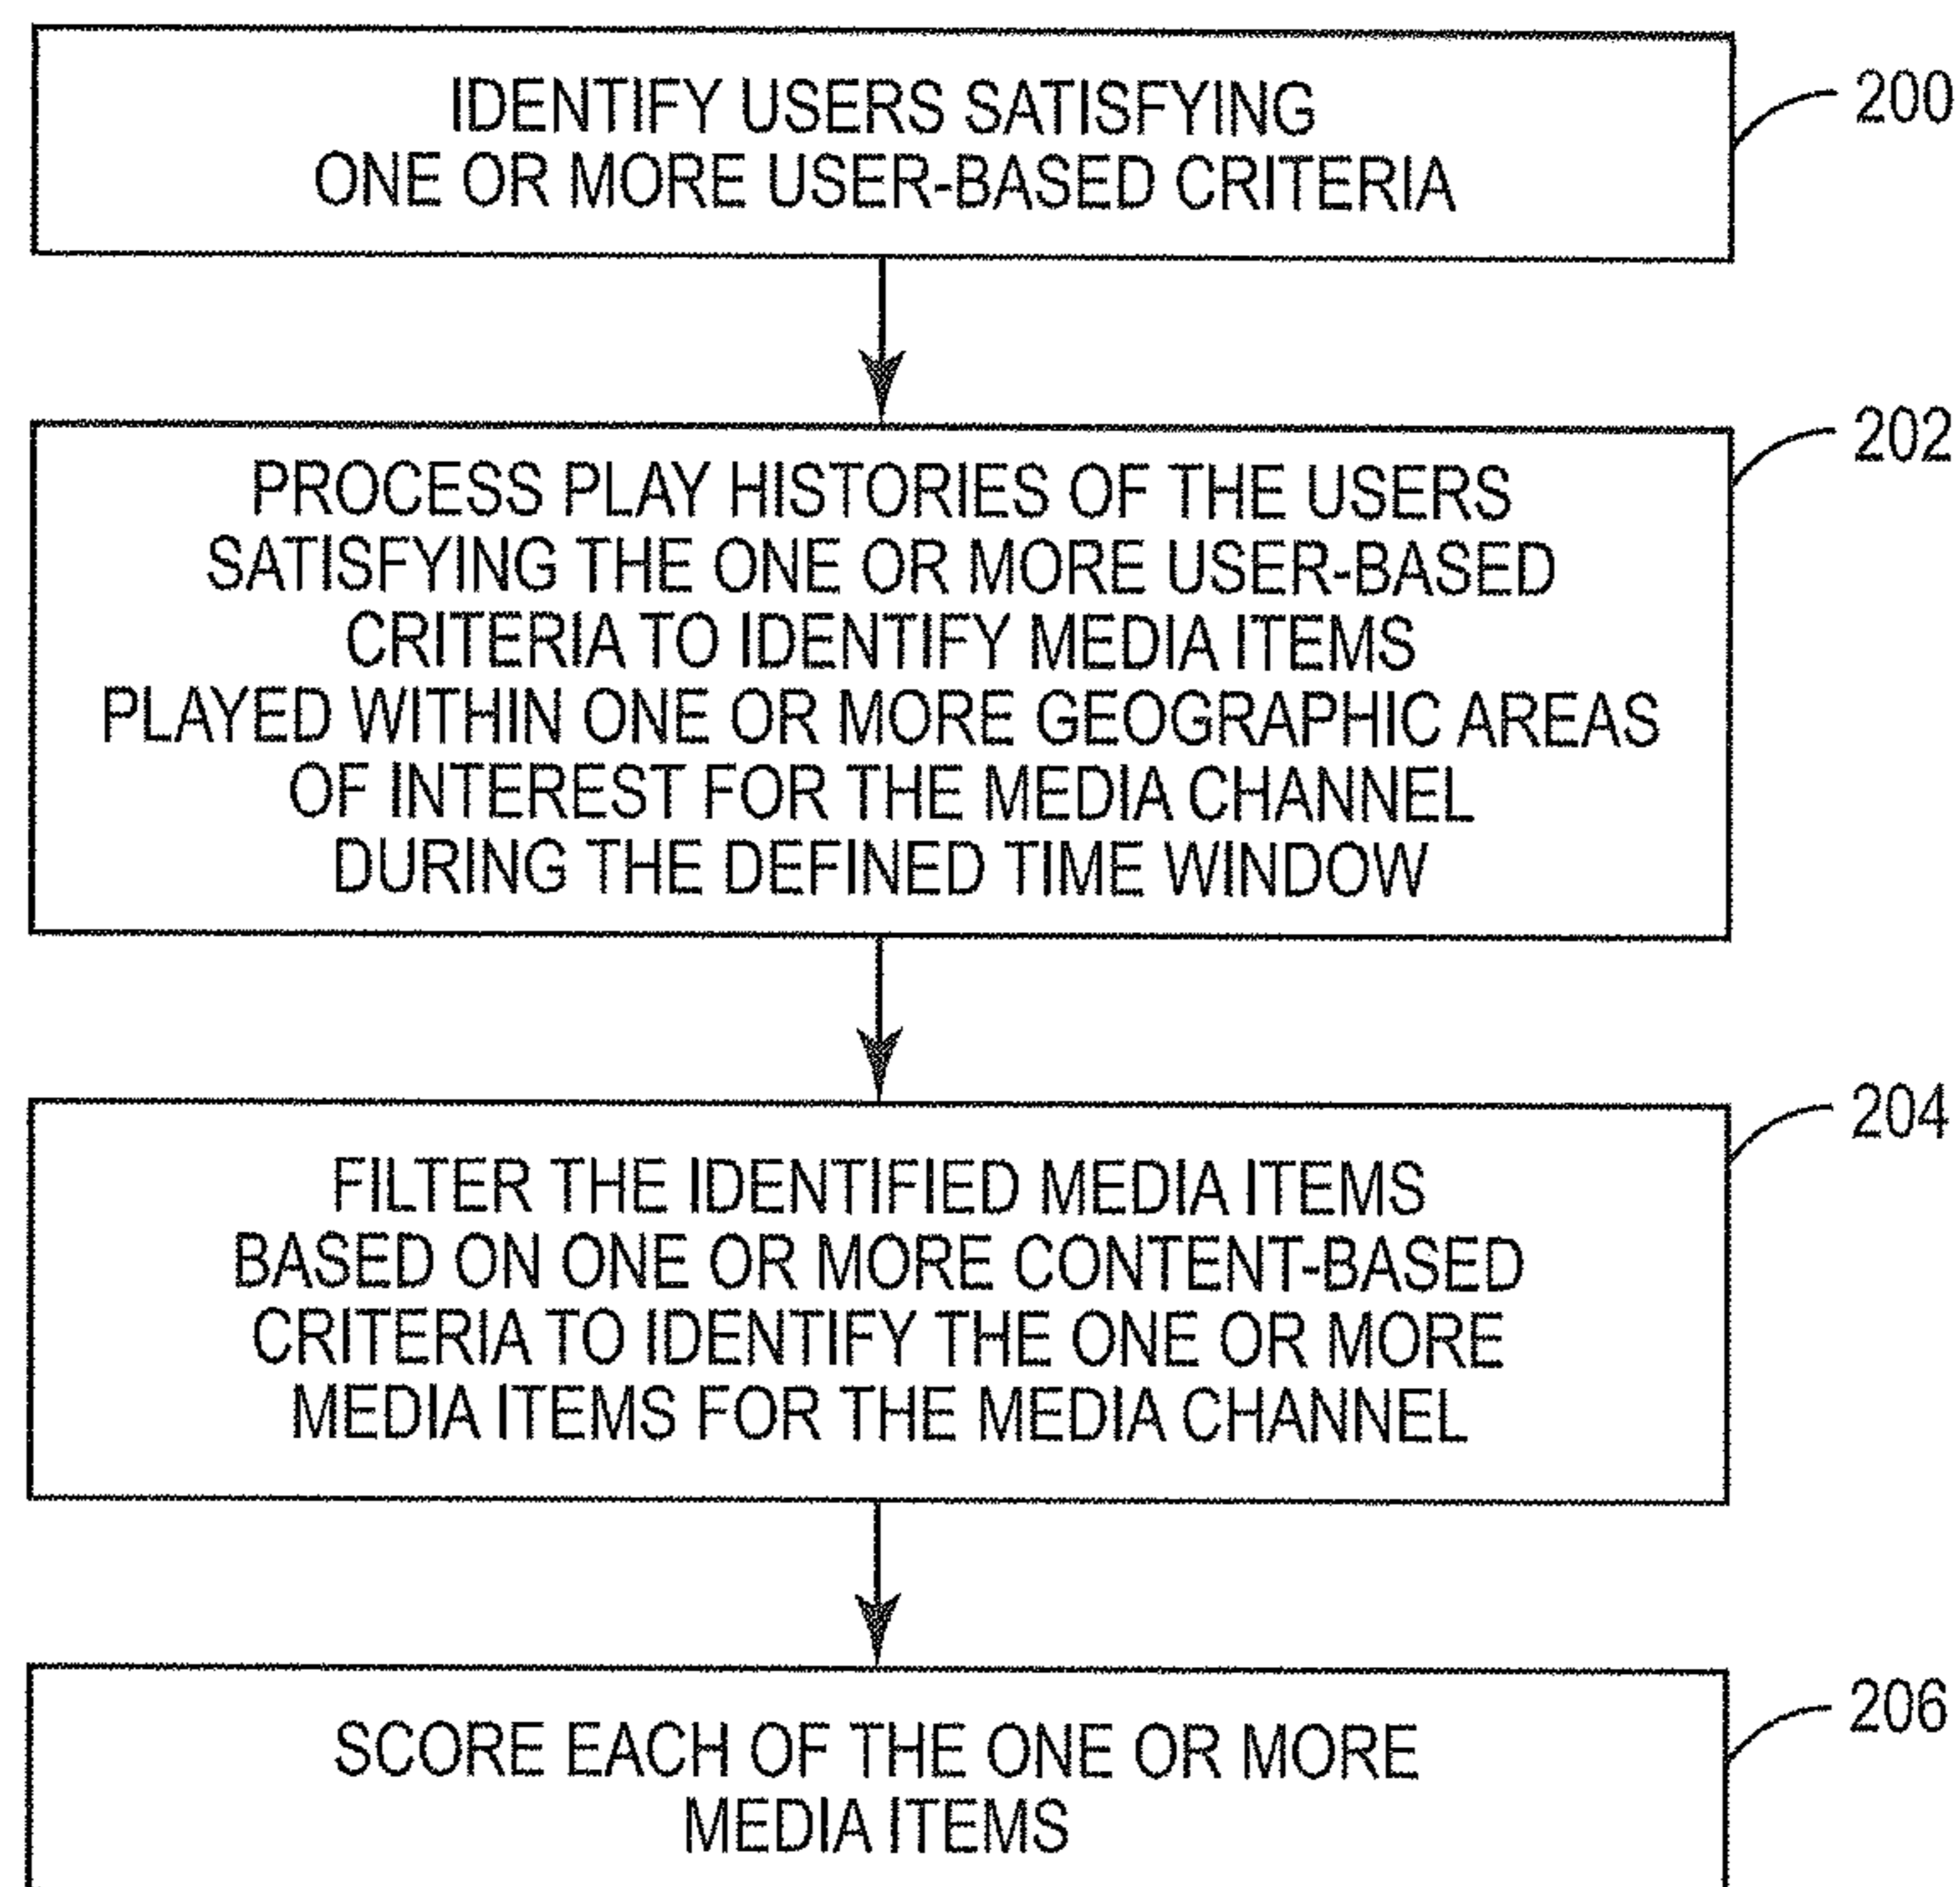 IDENTIFY USERS SATISFYING
ONE OR MORE USER-BASED CRITERIA
200
PROCESS PLAY HISTORIES OF THE USERS
SATISFYING THE ONE OR MORE USER-BASED
CRITERIA TO IDENTIFY MEDIA ITEMS
PLAYED WITHIN ONE OR MORE GEOGRAPHIC AREAS
OF INTEREST FOR THE MEDIA CHANNEL
DURING THE DEFINED TIME WINDOW
202
FILTER THE IDENTIFIED MEDIA ITEMS
BASED ON ONE OR MORE CONTENT-BASED
CRITERIA TO IDENTIFY THE ONE OR MORE
MEDIA ITEMS FOR THE MEDIA CHANNEL
204
SCORE EACH OF THE ONE OR MORE
MEDIA ITEMS
206